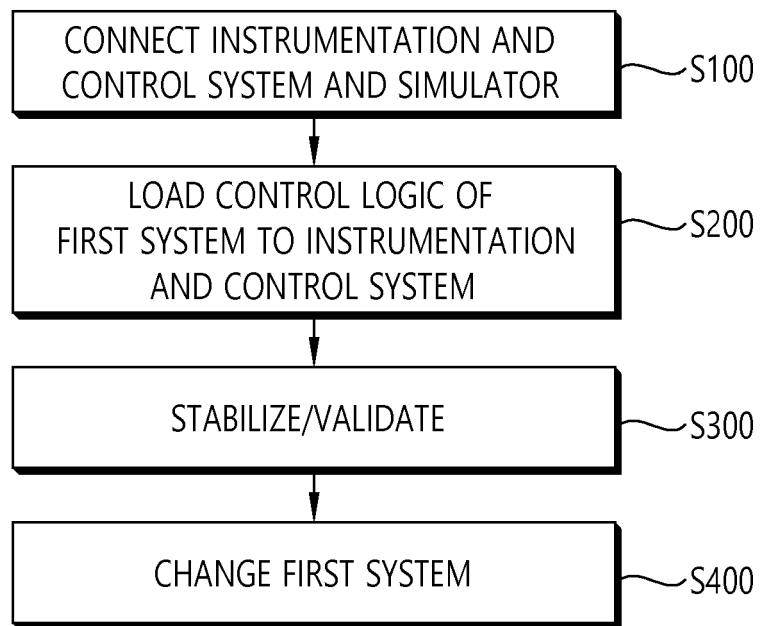 CONNECT INSTRUMENTATION AND
CONTROL SYSTEM AND SIMULATOR
S100
LOAD CONTROL LOGIC OF
FIRST SYSTEM TO INSTRUMENTATION
AND CONTROL SYSTEM
S200
STABILIZE/VALIDATE
S300
CHANGE FIRST SYSTEM
S400